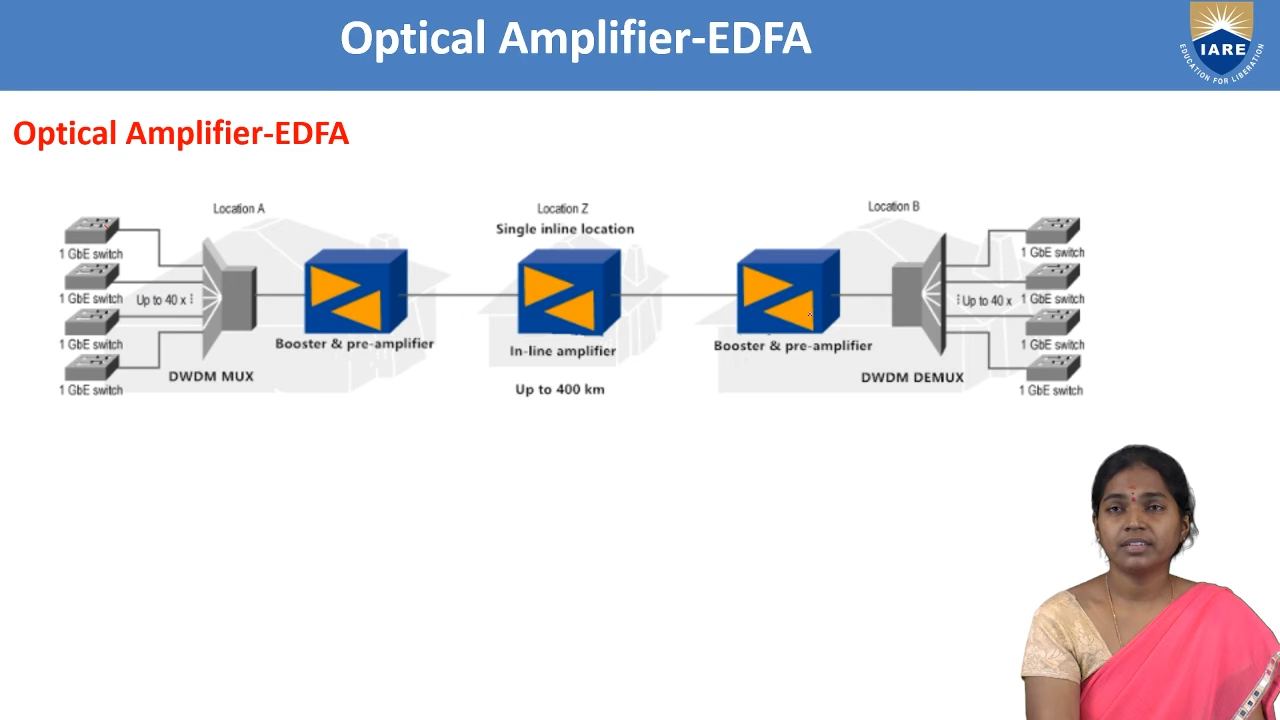 Optical Amplifier-EDFA
IARE
EDUCATION FOR LIBERATION
Optical Amplifier-EDFA
Location A
Location Z
Location B
Single inline location
1 GbE switch
1 GbE switch
1 GbE switch
1 GbE switch
Up to 40 x
DWDM MUX
Booster & pre-amplifier
In-line amplifier
Up to 400 km
Booster & pre-amplifier
DWDM DEMUX
Up to 40 x
1 GbE switch
1 GbE switch
1 GbE switch
1 GbE switch